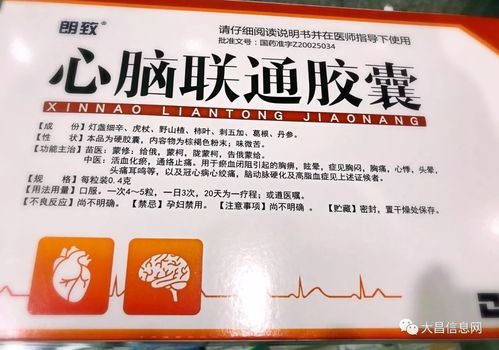 朗致
请仔细阅读说明书并在医师指导下使用
批准文号:国药准字Z20025034
心脑联通胶囊
XINNAO LIANTONG JIAONANG
【成 份】灯盏细辛、虎杖、野山楂、柿叶、刺五加、葛根、丹参。
【性 状】本品为硬胶囊,内容物为棕褐色粉末;味微苦。
【功能主治】苗医:蒙修:给俄,蒙柯,陇蒙柯,告俄蒙给。
中医:活血化瘀,通络止痛。用于瘀血闭阻引起的胸痹,眩晕,症见胸闷,胸痛,心悸,头晕,
头痛耳鸣等,以及冠心病心绞痛,脑动脉硬化及高脂血症见上述证候者。
【规 格】每粒装0.4克
【用法用量】口服。一次4~5粒,一日3次,20天为一疗程;或遵医嘱。
【不良反应】尚不明确。【禁忌】孕妇禁用。【注意事项】尚不明确。【贮藏】密封,置干燥处保存。
大昌信息网